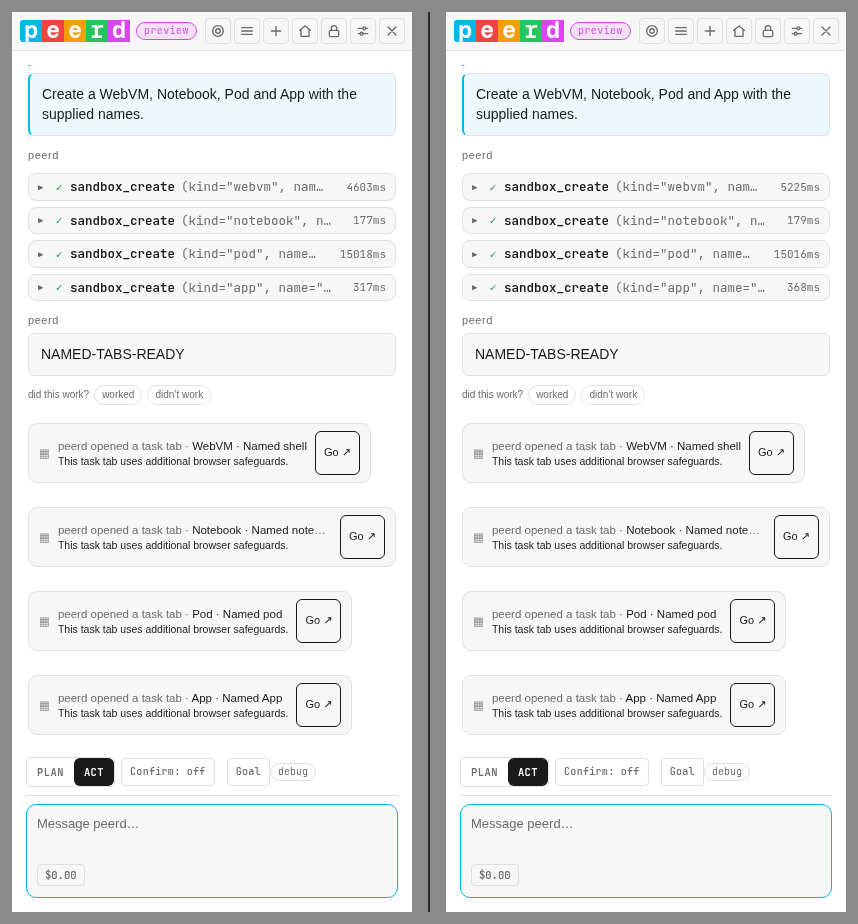 peerd preview
Create a WebVM, Notebook, Pod and App with the
supplied names.
peerd
▶ ✓ sandbox_create (kind="webvm", nam… 4603ms
▶ ✓ sandbox_create (kind="notebook", n… 177ms
▶ ✓ sandbox_create (kind="pod", name… 15018ms
▶ ✓ sandbox_create (kind="app", name="… 317ms
peerd
NAMED-TABS-READY
did this work? worked didn't work
peerd opened a task tab · WebVM · Named shell
This task tab uses additional browser safeguards.
Go ↗
peerd opened a task tab · Notebook · Named note…
This task tab uses additional browser safeguards.
Go ↗
peerd opened a task tab · Pod · Named pod
This task tab uses additional browser safeguards.
Go ↗
peerd opened a task tab · App · Named App
This task tab uses additional browser safeguards.
Go ↗
PLAN ACT Confirm: off Goal debug
Message peerd…
$0.00
peerd preview
Create a WebVM, Notebook, Pod and App with the
supplied names.
peerd
▶ ✓ sandbox_create (kind="webvm", nam… 5225ms
▶ ✓ sandbox_create (kind="notebook", n… 179ms
▶ ✓ sandbox_create (kind="pod", name… 15016ms
▶ ✓ sandbox_create (kind="app", name="… 368ms
peerd
NAMED-TABS-READY
did this work? worked didn't work
peerd opened a task tab · WebVM · Named shell
This task tab uses additional browser safeguards.
Go ↗
peerd opened a task tab · Notebook · Named note…
This task tab uses additional browser safeguards.
Go ↗
peerd opened a task tab · Pod · Named pod
This task tab uses additional browser safeguards.
Go ↗
peerd opened a task tab · App · Named App
This task tab uses additional browser safeguards.
Go ↗
PLAN ACT Confirm: off Goal debug
Message peerd…
$0.00